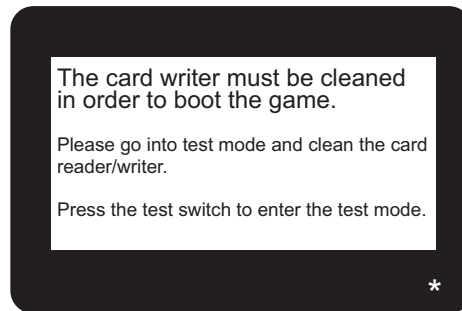 The card writer must be cleaned
in order to boot the game.
Please go into test mode and clean the card
reader/writer.
Press the test switch to enter the test mode.
*